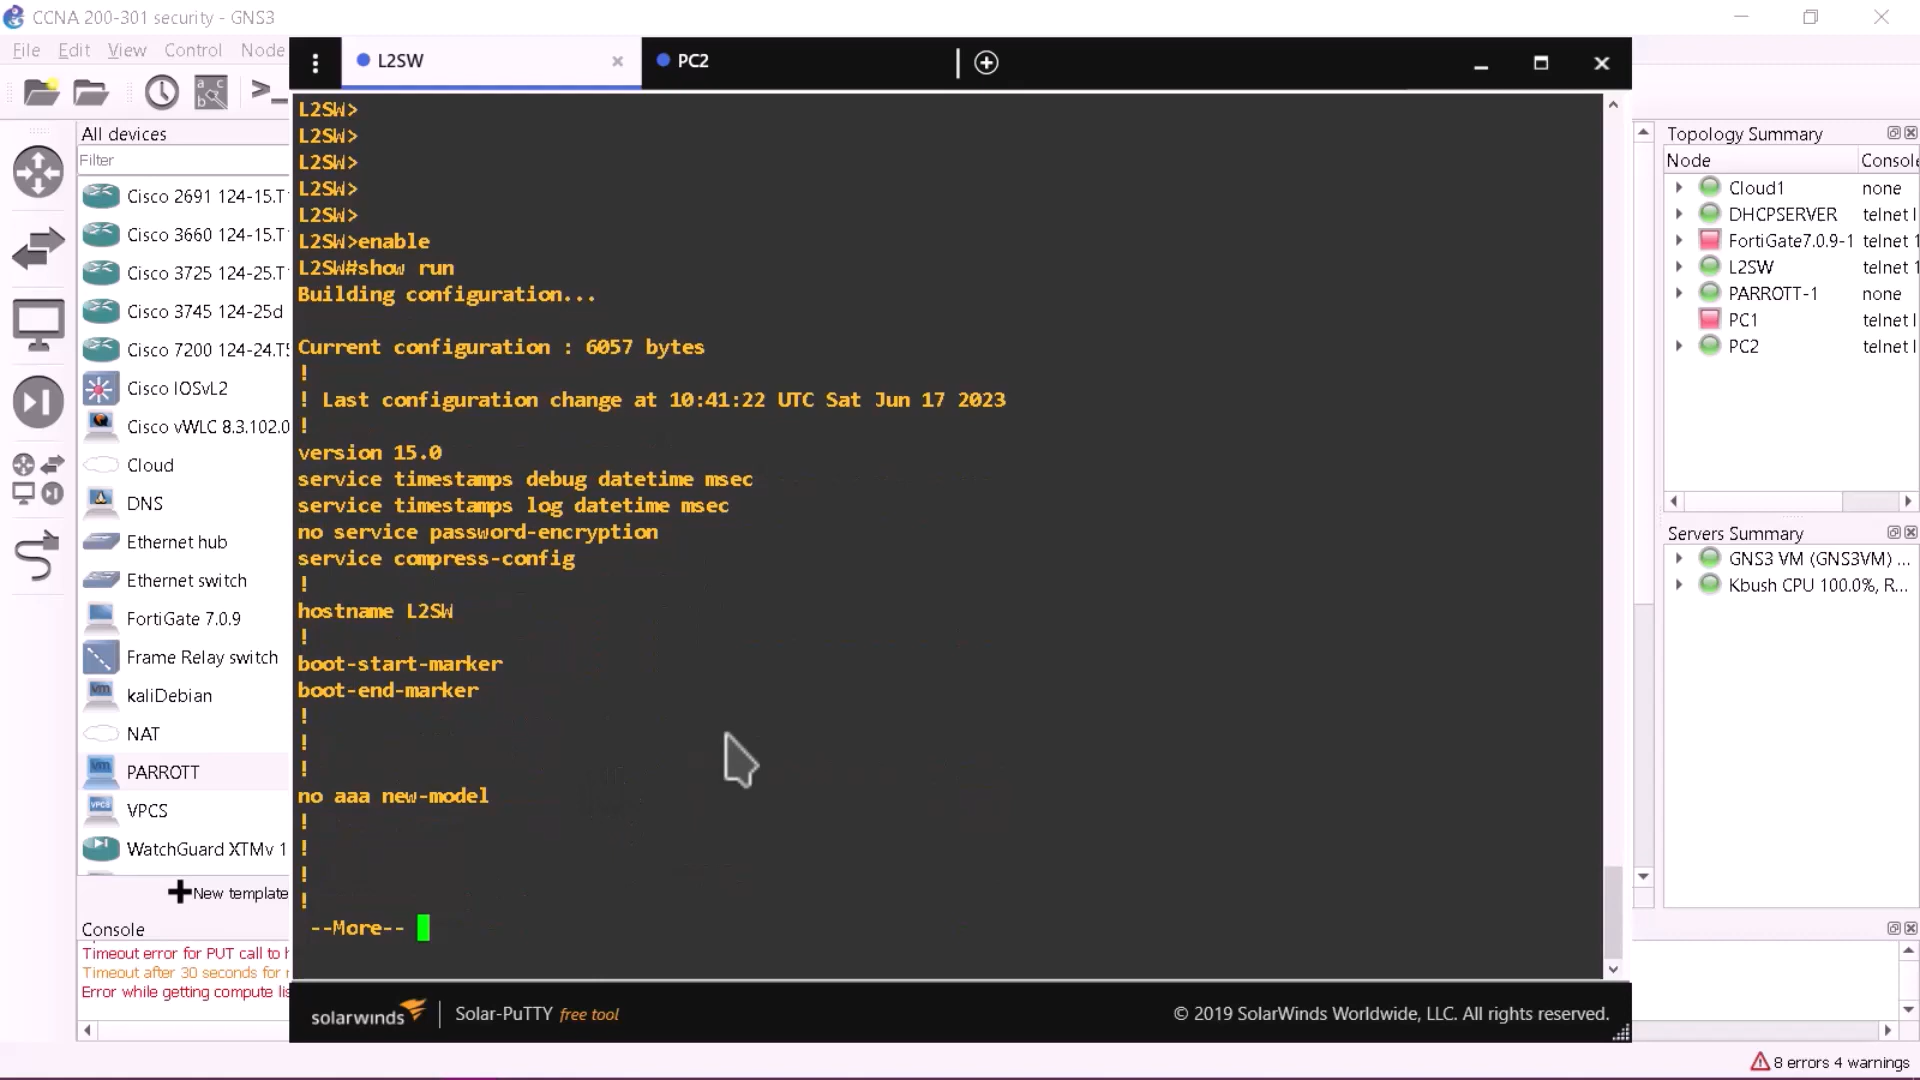 CCNA 200-301 security - GNS3
File Edit View Control Node
L2SW
PC2
All devices
Filter
Cisco 2691 124-15.T
Cisco 3660 124-15.T
Cisco 3725 124-25.T
Cisco 3745 124-25d
Cisco 7200 124-24.T
Cisco IOSvL2
Cisco vWLC 8.3.102.0
Cloud
DNS
Ethernet hub
Ethernet switch
FortiGate 7.0.9
Frame Relay switch
kaliDebian
NAT
PARROTT
VPCS
WatchGuard XTMv 1
New template
Console
Timeout error for PUT call to
Timeout after 30 seconds for
Error while getting compute
L2SW>
L2SW>
L2SW>
L2SW>
L2SW>
L2SW>enable
L2SW#show run
Building configuration...
Current configuration : 6057 bytes
!
! Last configuration change at 10:41:22 UTC Sat Jun 17 2023
!
version 15.0
service timestamps debug datetime msec
service timestamps log datetime msec
no service password-encryption
service compress-config
!
hostname L2SW
!
boot-start-marker
boot-end-marker
!
!
!
no aaa new-model
!
!
!
!
--More--
solarwinds Solar-PuTTY free tool
© 2019 SolarWinds Worldwide, LLC. All rights reserved.
Topology Summary
Node Console
Cloud1 none
DHCPSERVER telnet l
FortiGate7.0.9-1 telnet 1
L2SW telnet 1
PARROTT-1 none
PC1 telnet l
PC2 telnet l
Servers Summary
GNS3 VM (GNS3VM) ...
Kbush CPU 100.0%, R...
8 errors 4 warnings